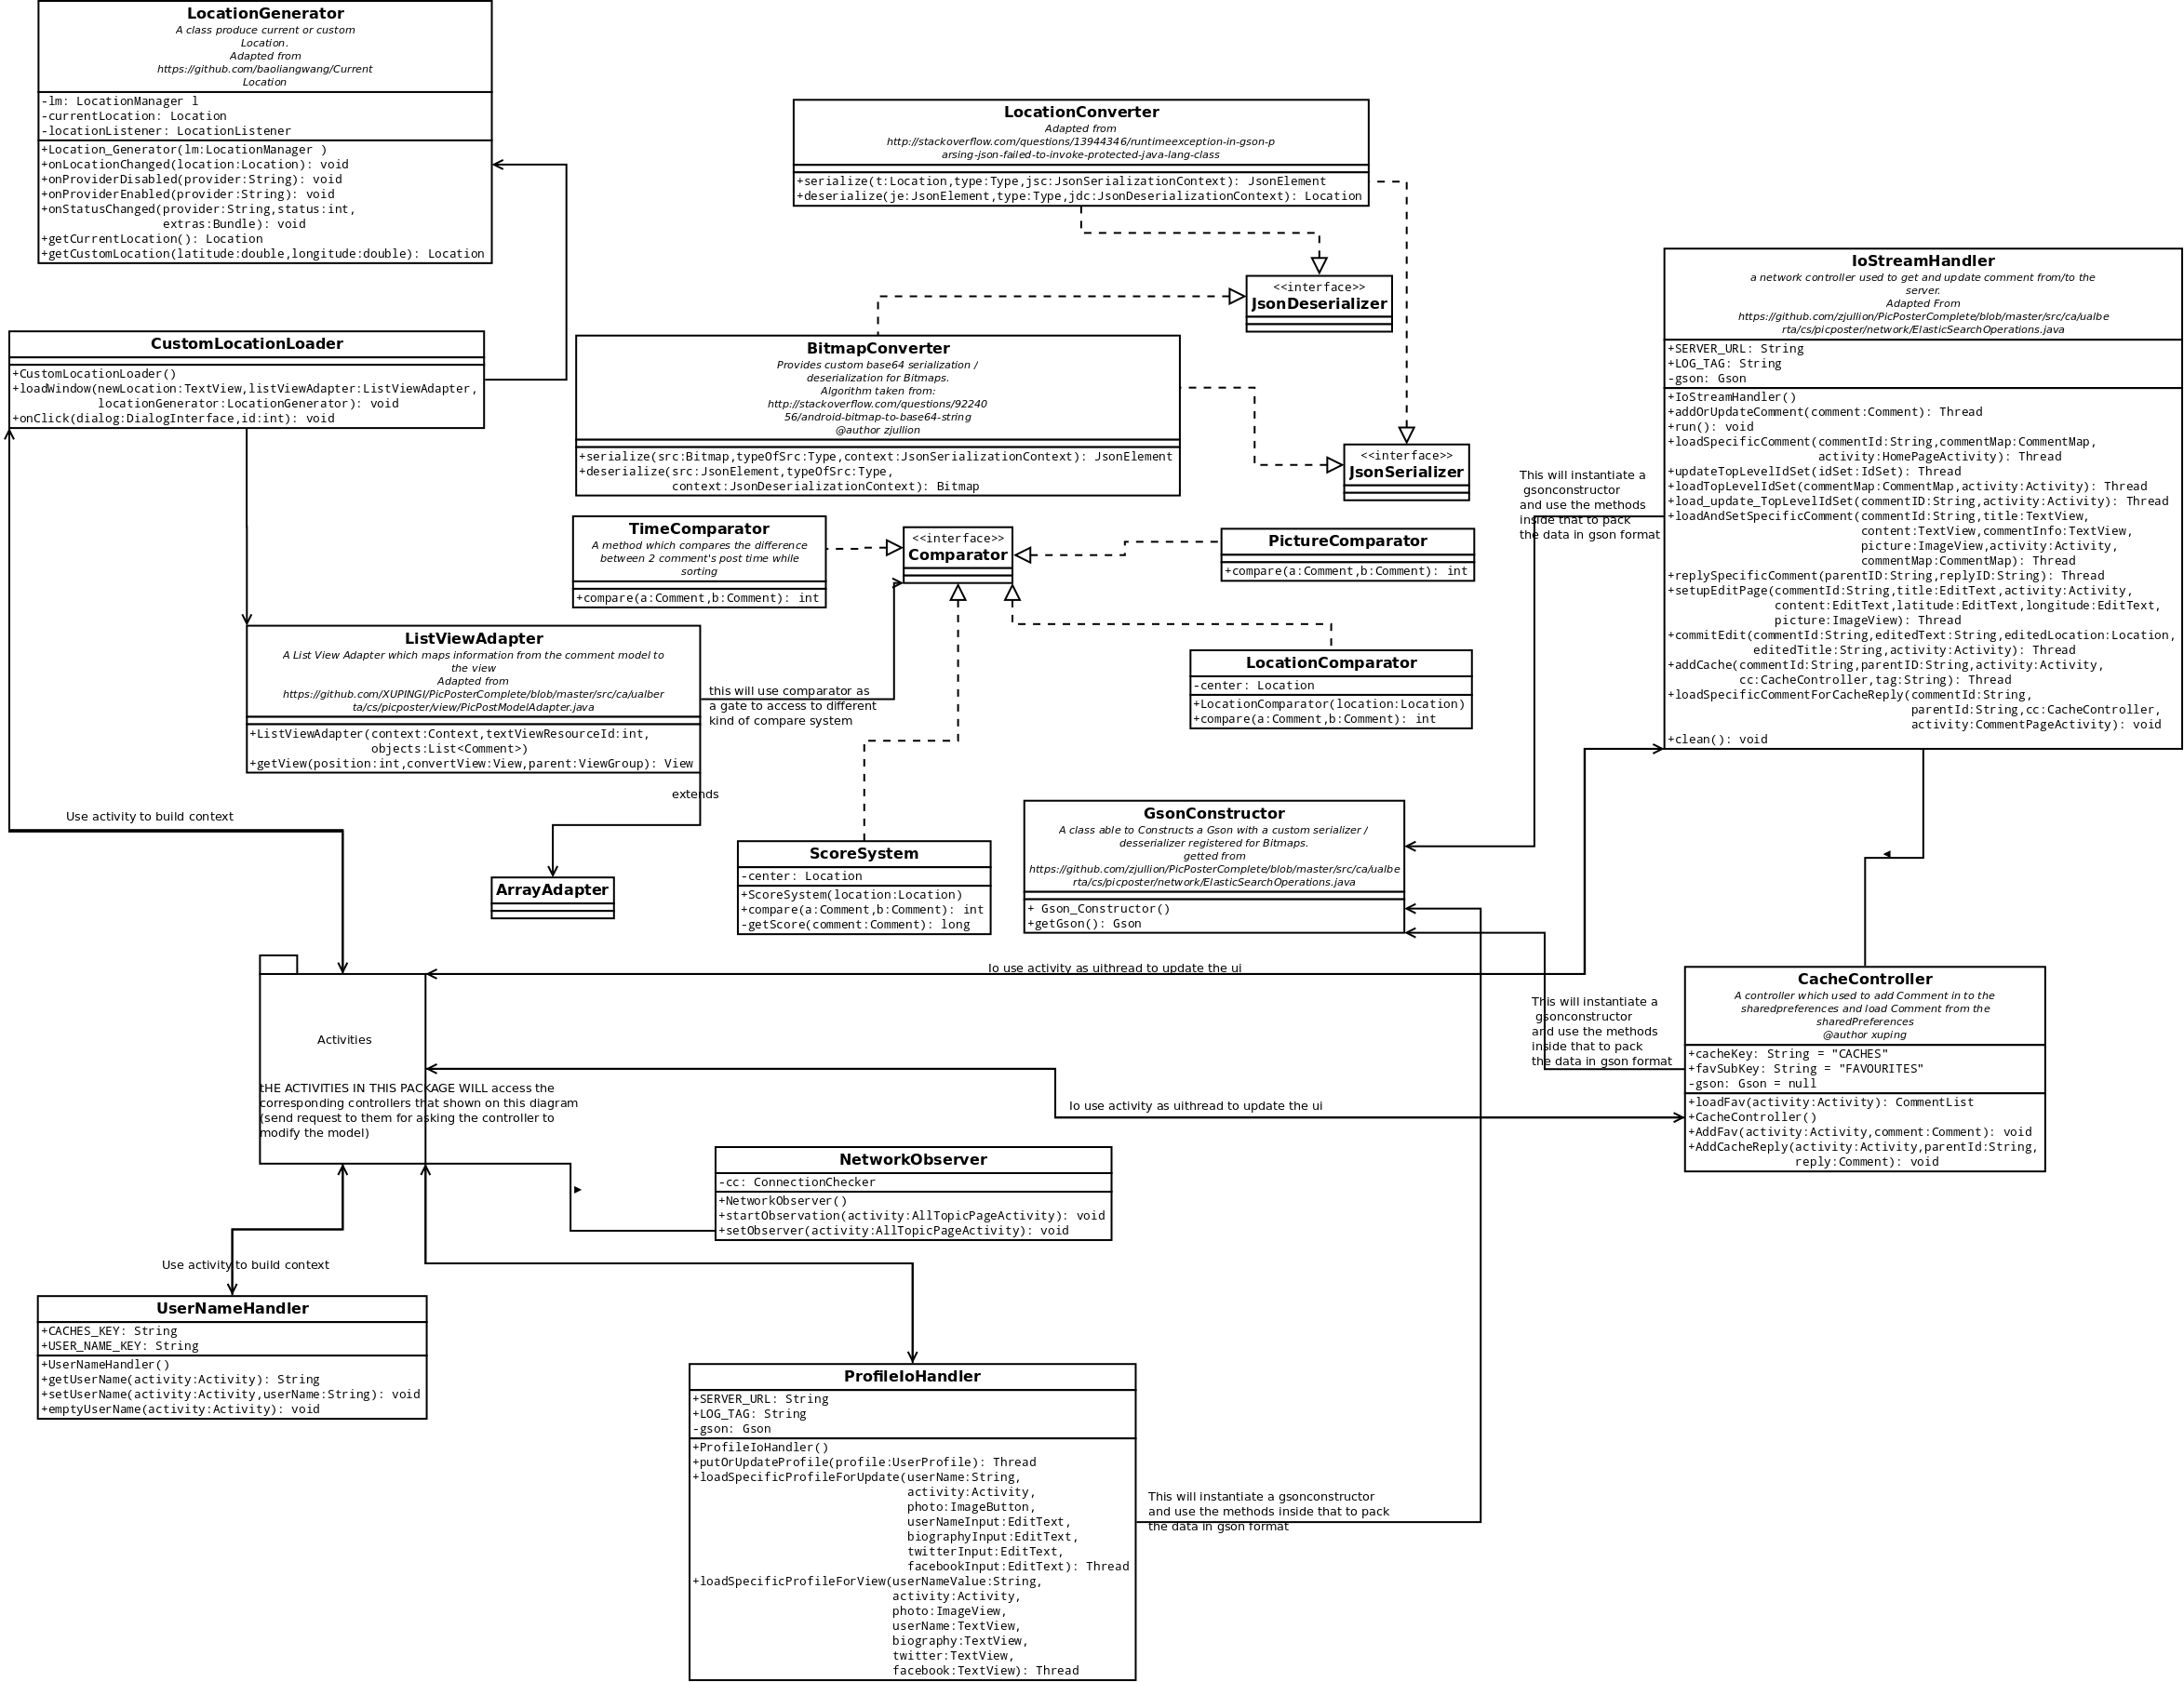 LocationGenerator
A class produce current or custom
Location.
Adapted from
https://github.com/baoliangwang/Current
Location
-lm: LocationManager l
-currentLocation: Location
-locationListener: LocationListener
+Location_Generator(lm:LocationManager )
+onLocationChanged(location:Location): void
+onProviderDisabled(provider:String): void
+onProviderEnabled(provider:String): void
+onStatusChanged(provider:String,status:int,
extras:Bundle): void
+getCurrentLocation(): Location
+getCustomLocation(latitude:double,longitude:double): Location
LocationConverter
Adapted from
http://stackoverflow.com/questions/13944346/runtimeexception-in-gson-p
arsing-json-failed-to-invoke-protected-java-lang-class
+serialize(t:Location,type:Type,jsc:JsonSerializationContext): JsonElement
+deserialize(je:JsonElement,type:Type,jdc:JsonDeserializationContext): Location
<<interface>>
JsonDeserializer
IoStreamHandler
a network controller used to get and update comment from/to the
server.
Adapted From
https://github.com/zjullion/PicPosterComplete/blob/master/src/ca/ualbe
rta/cs/picposter/network/ElasticSearchOperations.java
+SERVER_URL: String
+LOG_TAG: String
-gson: Gson
+IoStreamHandler()
+addOrUpdateComment(comment:Comment): Thread
+run(): void
+loadSpecificComment(commentId:String,commentMap:CommentMap,
activity:HomePageActivity): Thread
+updateTopLevelIdSet(idSet:IdSet): Thread
+loadTopLevelIdSet(commentMap:CommentMap,activity:Activity): Thread
+load_update_TopLevelIdSet(commentID:String,activity:Activity): Thread
+loadAndSetSpecificComment(commentId:String,title:TextView,
content:TextView,commentInfo:TextView,
picture:ImageView,activity:Activity,
commentMap:CommentMap): Thread
+replySpecificComment(parentID:String,replyID:String): Thread
+setupEditPage(commentId:String,title:EditText,activity:Activity,
content:EditText,latitude:EditText,longitude:EditText,
picture:ImageView): Thread
+commitEdit(commentId:String,editedText:String,editedLocation:Location,
editedTitle:String,activity:Activity): Thread
+addCache(commentId:String,parentID:String,activity:Activity,
cc:CacheController,tag:String): Thread
+loadSpecificCommentForCacheReply(commentId:String,
parentId:String,cc:CacheController,
activity:CommentPageActivity): void
+clean(): void
CustomLocationLoader
+CustomLocationLoader()
+loadWindow(newLocation:TextView,listViewAdapter:ListViewAdapter,
locationGenerator:LocationGenerator): void
+onClick(dialog:DialogInterface,id:int): void
BitmapConverter
Provides custom base64 serialization /
deserialization for Bitmaps.
Algorithm taken from:
http://stackoverflow.com/questions/92240
56/android-bitmap-to-base64-string
@author zjullion
+serialize(src:Bitmap,typeOfSrc:Type,context:JsonSerializationContext): JsonElement
+deserialize(src:JsonElement,typeOfSrc:Type,
context:JsonDeserializationContext): Bitmap
<<interface>>
JsonSerializer
This will instantiate a
gsonconstructor
and use the methods
inside that to pack
the data in gson format
TimeComparator
A method which compares the difference
between 2 comment's post time while
sorting
+compare(a:Comment,b:Comment): int
<<interface>>
Comparator
PictureComparator
+compare(a:Comment,b:Comment): int
ListViewAdapter
A List View Adapter which maps information from the comment model to
the view
Adapted from
https://github.com/XUPINGI/PicPosterComplete/blob/master/src/ca/ualber
ta/cs/picposter/view/PicPostModelAdapter.java
+ListViewAdapter(context:Context,textViewResourceId:int,
objects:List<Comment>)
+getView(position:int,convertView:View,parent:ViewGroup): View
this will use comparator as
a gate to access to different
kind of compare system
LocationComparator
-center: Location
+LocationComparator(location:Location)
+compare(a:Comment,b:Comment): int
extends
Use activity to build context
ArrayAdapter
ScoreSystem
-center: Location
+ScoreSystem(location:Location)
+compare(a:Comment,b:Comment): int
-getScore(comment:Comment): long
GsonConstructor
A class able to Constructs a Gson with a custom serializer /
desserializer registered for Bitmaps.
getted from
https://github.com/zjullion/PicPosterComplete/blob/master/src/ca/ualbe
rta/cs/picposter/network/ElasticSearchOperations.java
+ Gson_Constructor()
+getGson(): Gson
Io use activity as uithread to update the ui
This will instantiate a
gsonconstructor
and use the methods
inside that to pack
the data in gson format
CacheController
A controller which used to add Comment in to the
sharedpreferences and load Comment from the
sharedPreferences
@author xuping
+cacheKey: String = "CACHES"
+favSubKey: String = "FAVOURITES"
-gson: Gson = null
+loadFav(activity:Activity): CommentList
+CacheController()
+AddFav(activity:Activity,comment:Comment): void
+AddCacheReply(activity:Activity,parentId:String,
reply:Comment): void
Activities
tHE ACTIVITIES IN THIS PACKAGE WILL access the
corresponding controllers that shown on this diagram
(send request to them for asking the controller to
modify the model)
Io use activity as uithread to update the ui
NetworkObserver
-cc: ConnectionChecker
+NetworkObserver()
+startObservation(activity:AllTopicPageActivity): void
+setObserver(activity:AllTopicPageActivity): void
Use activity to build context
UserNameHandler
+CACHES_KEY: String
+USER_NAME_KEY: String
+UserNameHandler()
+getUserName(activity:Activity): String
+setUserName(activity:Activity,userName:String): void
+emptyUserName(activity:Activity): void
ProfileIoHandler
+SERVER_URL: String
+LOG_TAG: String
-gson: Gson
+ProfileIoHandler()
+putOrUpdateProfile(profile:UserProfile): Thread
+loadSpecificProfileForUpdate(userName:String,
activity:Activity,
photo:ImageButton,
userNameInput:EditText,
biographyInput:EditText,
twitterInput:EditText,
facebookInput:EditText): Thread
+loadSpecificProfileForView(userNameValue:String,
activity:Activity,
photo:ImageView,
userName:TextView,
biography:TextView,
twitter:TextView,
facebook:TextView): Thread
This will instantiate a gsonconstructor
and use the methods inside that to pack
the data in gson format